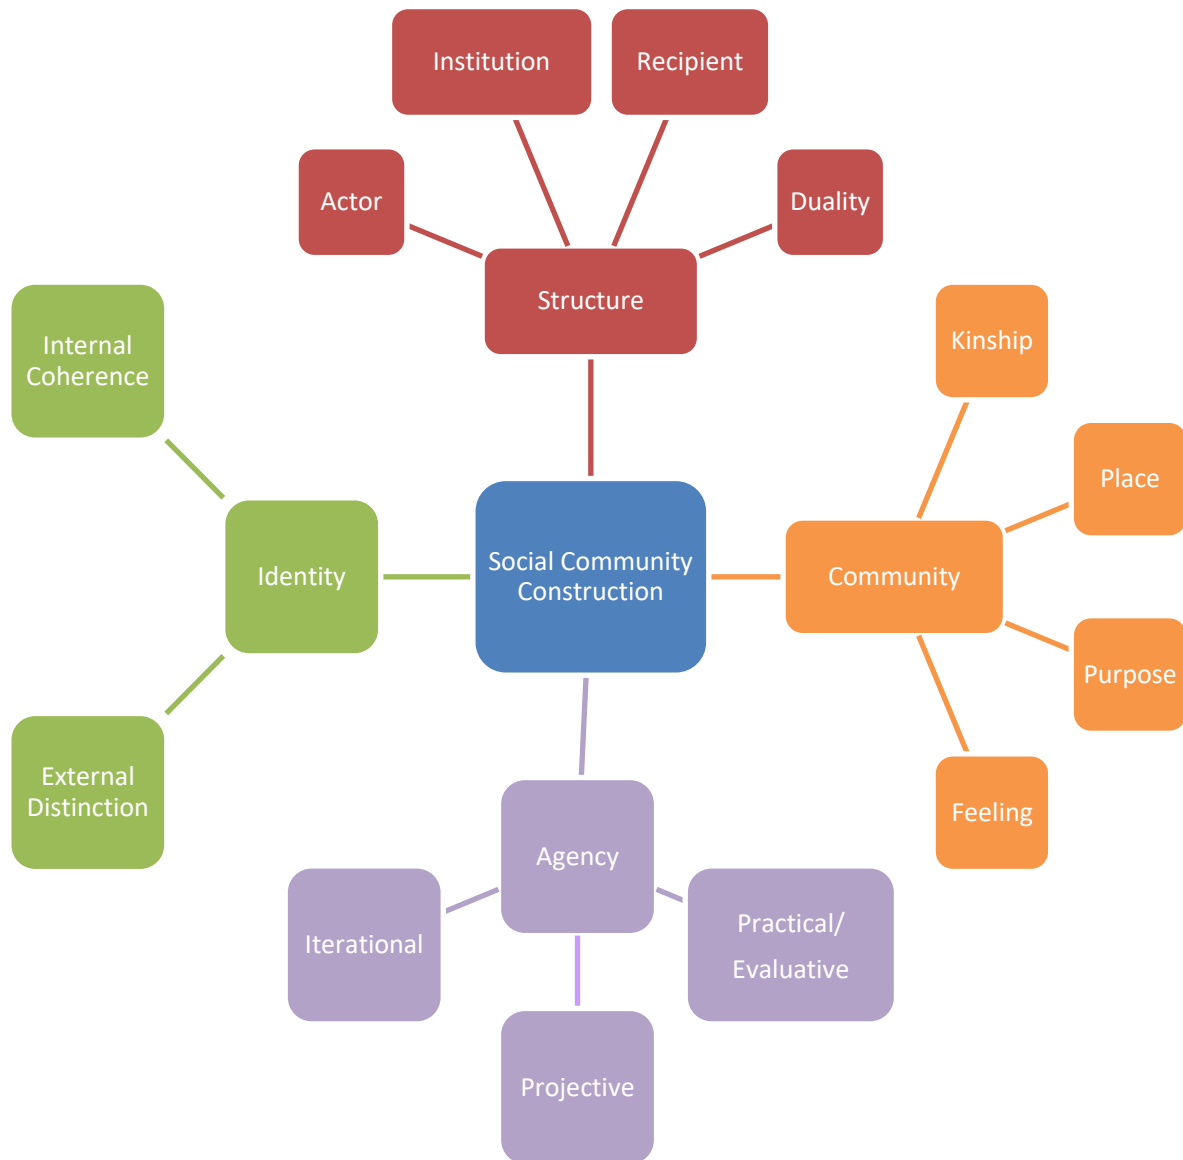 Institution
Recipient
Actor
Duality
Structure
Internal
Coherence
Kinship
Place
Identity
Social Community
Construction
Community
Purpose
External
Distinction
Feeling
Agency
Iterational
Practical/
Evaluative
Projective